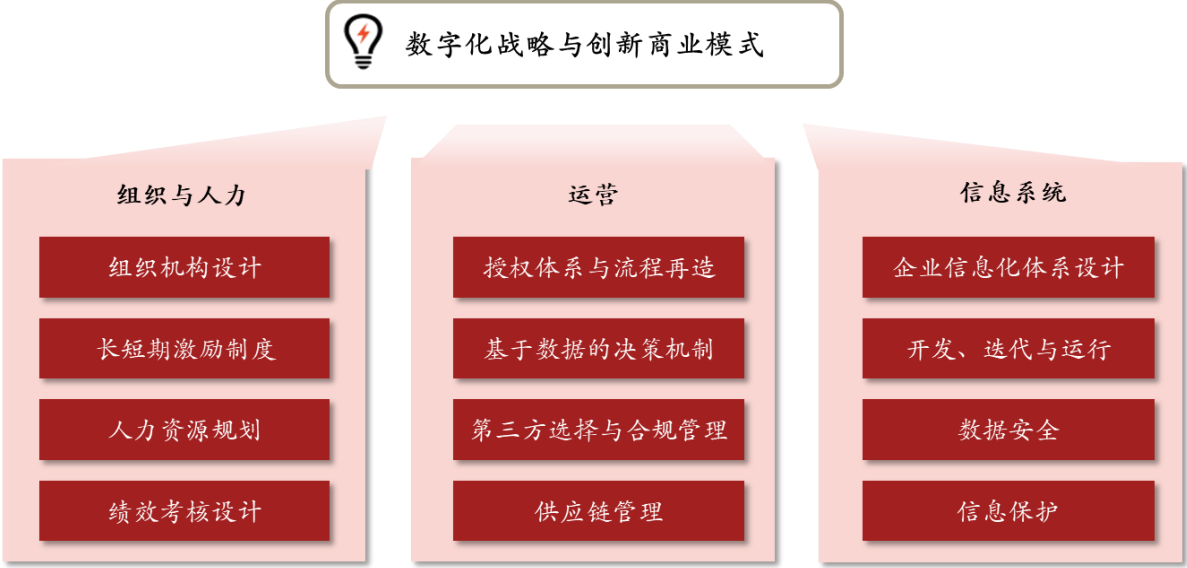 数字化战略与创新商业模式
组织与人力
组织机构设计
长短期激励制度
人力资源规划
绩效考核设计
运营
授权体系与流程再造
基于数据的决策机制
第三方选择与合规管理
供应链管理
信息系统
企业信息化体系设计
开发、迭代与运行
数据安全
信息保护